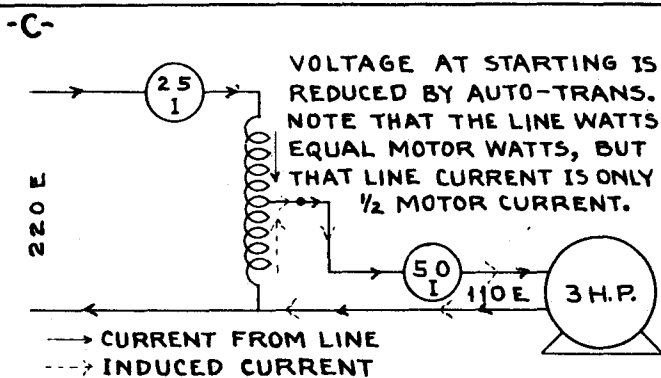 -C-
25
I
VOLTAGE AT STARTING IS
REDUCED BY AUTO-TRANS.
NOTE THAT THE LINE WATTS
EQUAL MOTOR WATTS, BUT
THAT LINE CURRENT IS ONLY
1/2 MOTOR CURRENT.
220 E
50
I
110 E
3 H.P.
CURRENT FROM LINE
INDUCED CURRENT